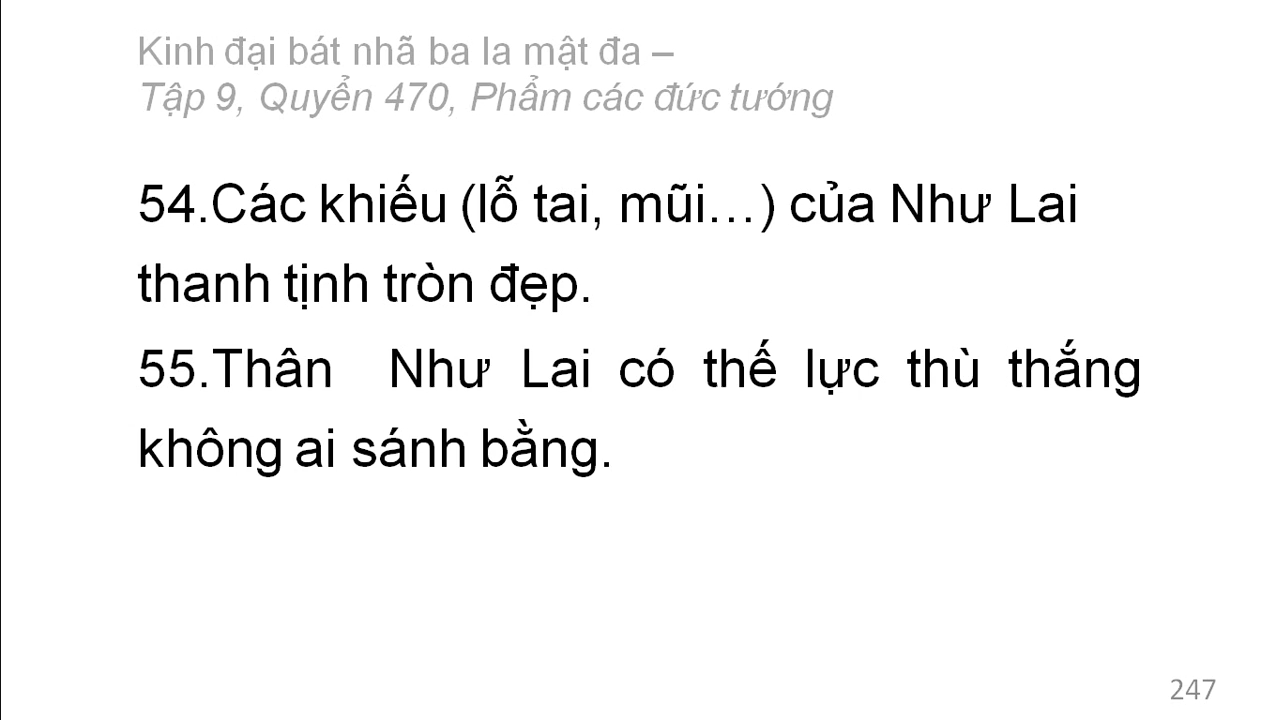 Kinh đại bát nhã ba la mật đa –
Tập 9, Quyển 470, Phẩm các đức tướng
54.Các khiếu (lỗ tai, mũi…) của Như Lai
thanh tịnh tròn đẹp.
55.Thân Như Lai có thế lực thù thắng
không ai sánh bằng.
247